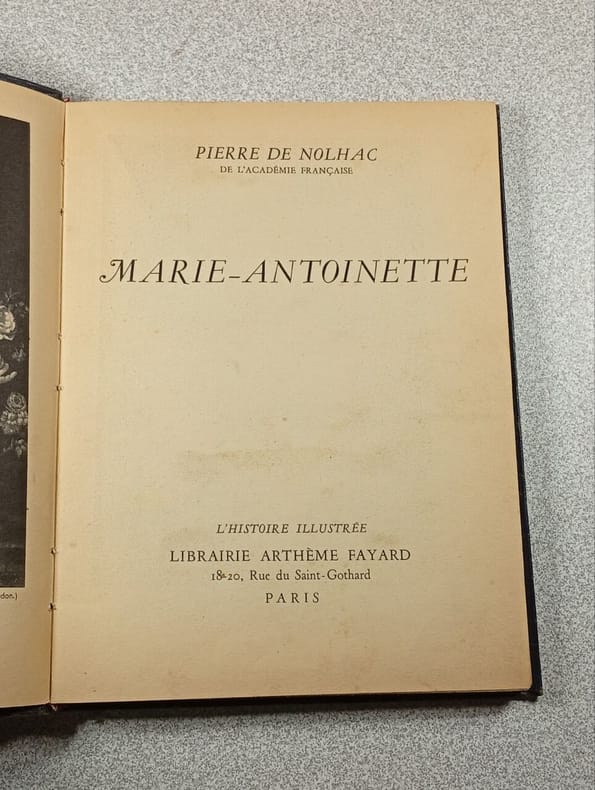 PIERRE DE NOLHAC
DE L'ACADÉMIE FRANÇAISE
MARIE-ANTOINETTE
L'HISTOIRE ILLUSTRÉE
LIBRAIRIE ARTHÈME FAYARD
18-20, Rue du Saint-Gothard
PARIS